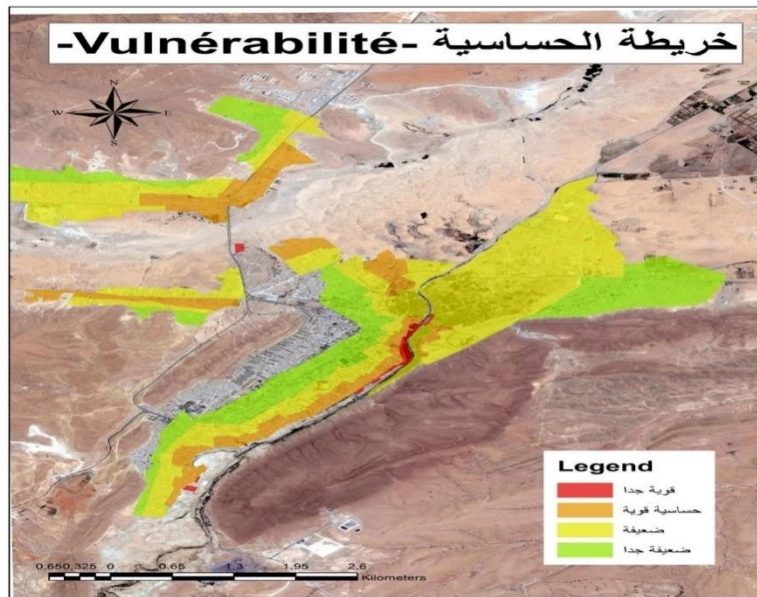 -Vulnérabilité- خريطة الحساسية
N
W E
S
Legend
قوية جدا
حساسية قوية
ضعيفة
ضعيفة جدا
0,65 0,325 0 0,65 1,3 1,95 2,6
Kilometers